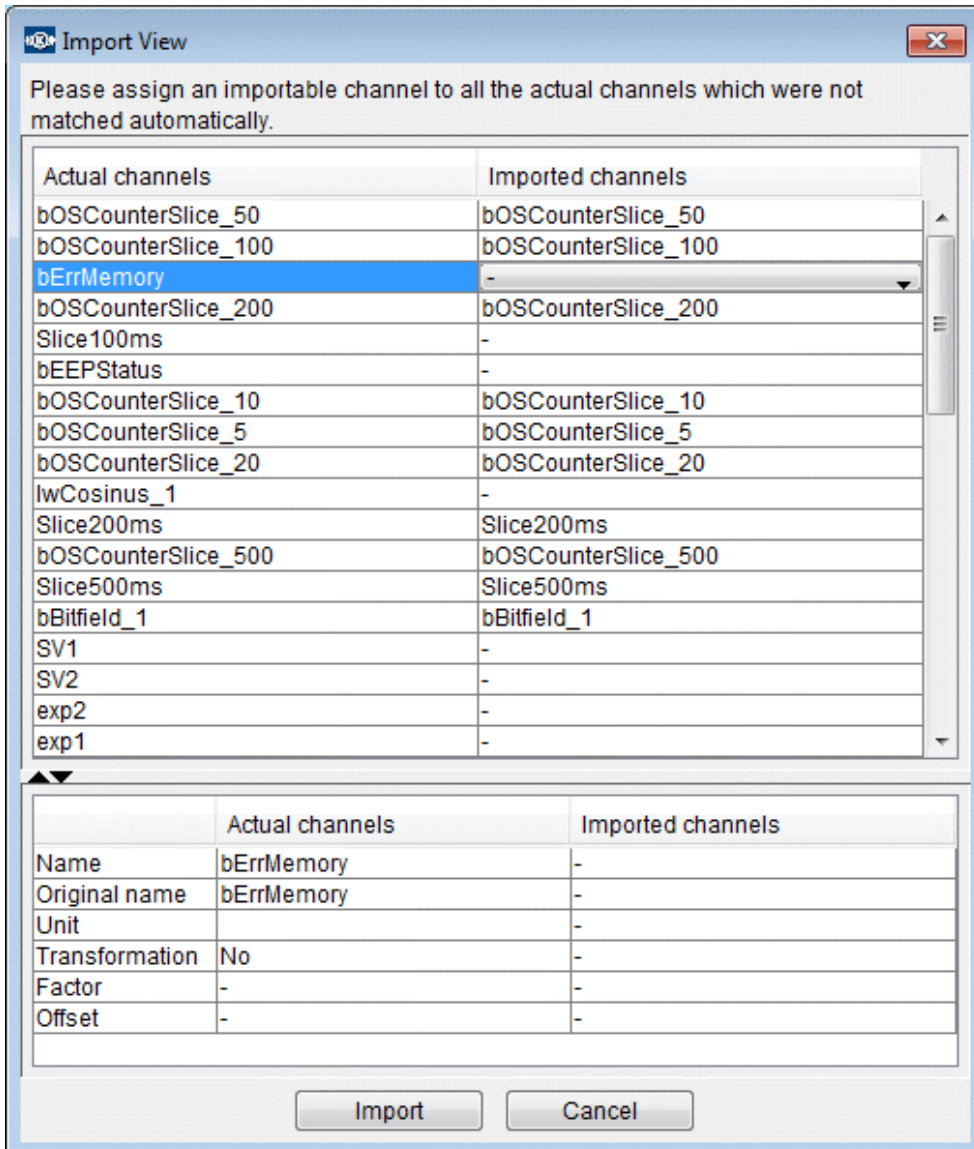 Import View
Please assign an importable channel to all the actual channels which were not
matched automatically.
Actual channels Imported channels
bOSCounterSlice_50 bOSCounterSlice_50
bOSCounterSlice_100 bOSCounterSlice_100
bErrMemory -
bOSCounterSlice_200 bOSCounterSlice_200
Slice100ms -
bEEPStatus -
bOSCounterSlice_10 bOSCounterSlice_10
bOSCounterSlice_5 bOSCounterSlice_5
bOSCounterSlice_20 bOSCounterSlice_20
lwCosinus_1 -
Slice200ms Slice200ms
bOSCounterSlice_500 bOSCounterSlice_500
Slice500ms Slice500ms
bBitfield_1 bBitfield_1
SV1 -
SV2 -
exp2 -
exp1 -
Actual channels Imported channels
Name bErrMemory -
Original name bErrMemory -
Unit -
Transformation No -
Factor - -
Offset - -
Import Cancel